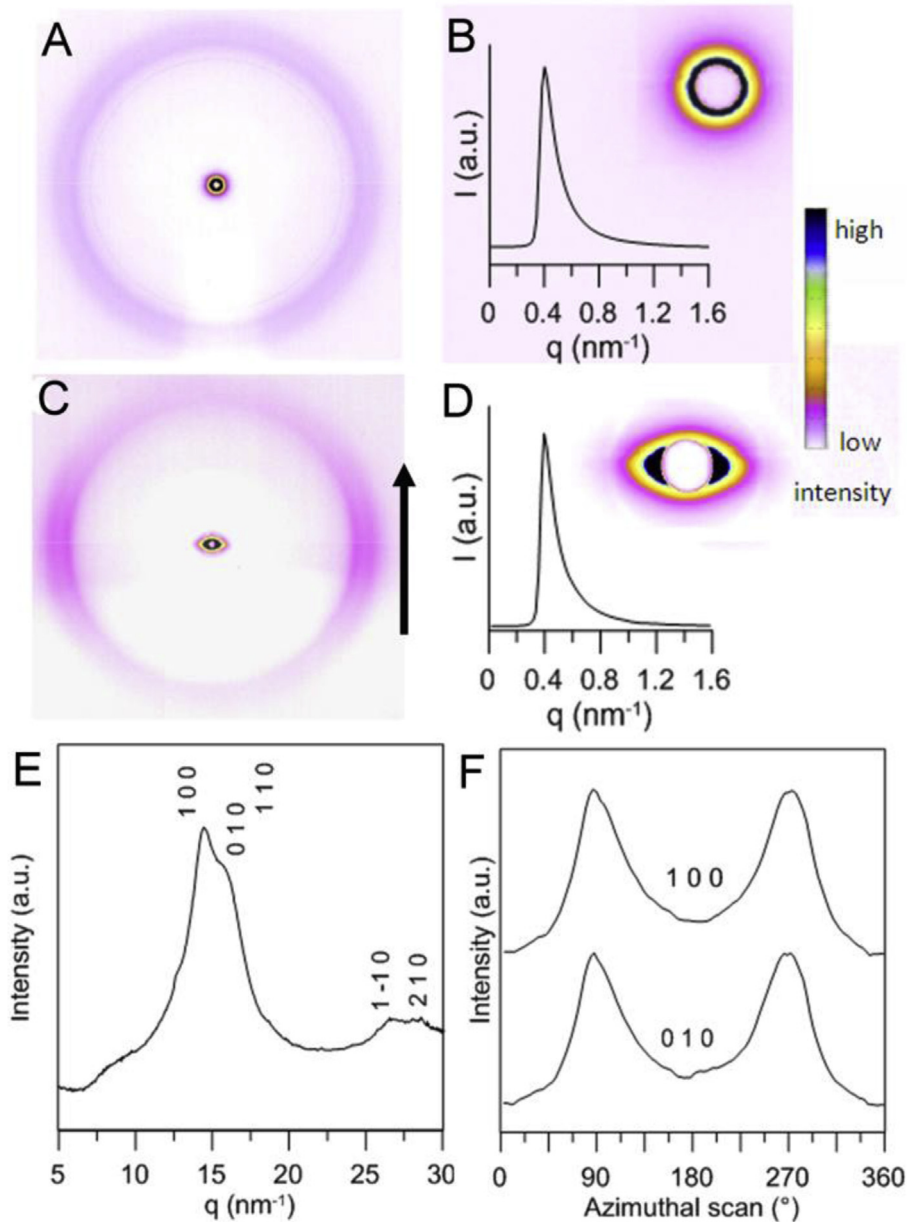 A
B
I (a.u.)
0 0.4 0.8 1.2 1.6
q (nm⁻¹)
high
low
intensity
C
D
I (a.u.)
0 0.4 0.8 1.2 1.6
q (nm⁻¹)
E
1 0 0
0 1 0
1 1 0
1 -1 0
2 1 0
Intensity (a.u.)
5 10 15 20 25 30
q (nm⁻¹)
F
1 0 0
0 1 0
Intensity (a.u.)
0 90 180 270 360
Azimuthal scan (°)